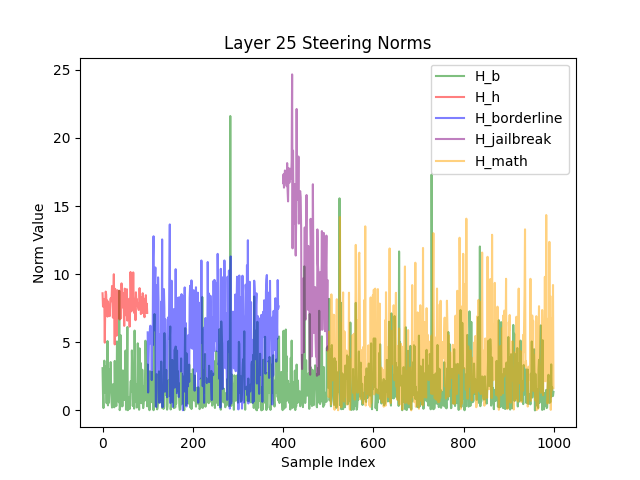 Layer 25 Steering Norms
H_b
H_h
H_borderline
H_jailbreak
H_math
Norm Value
25
20
15
10
5
0
0 200 400 600 800 1000
Sample Index